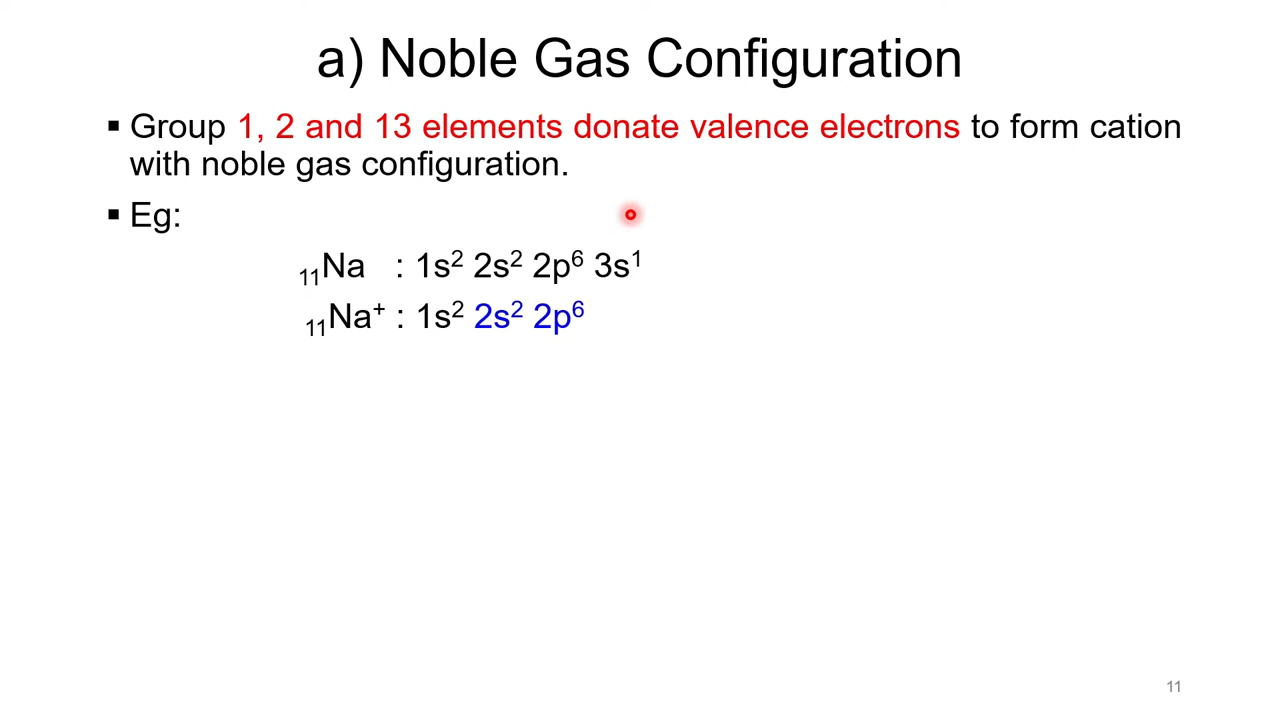 a) Noble Gas Configuration
▪ Group 1, 2 and 13 elements donate valence electrons to form cation
with noble gas configuration.
▪ Eg:
₁₁Na : 1s² 2s² 2p⁶ 3s¹
₁₁Na⁺ : 1s² 2s² 2p⁶
11